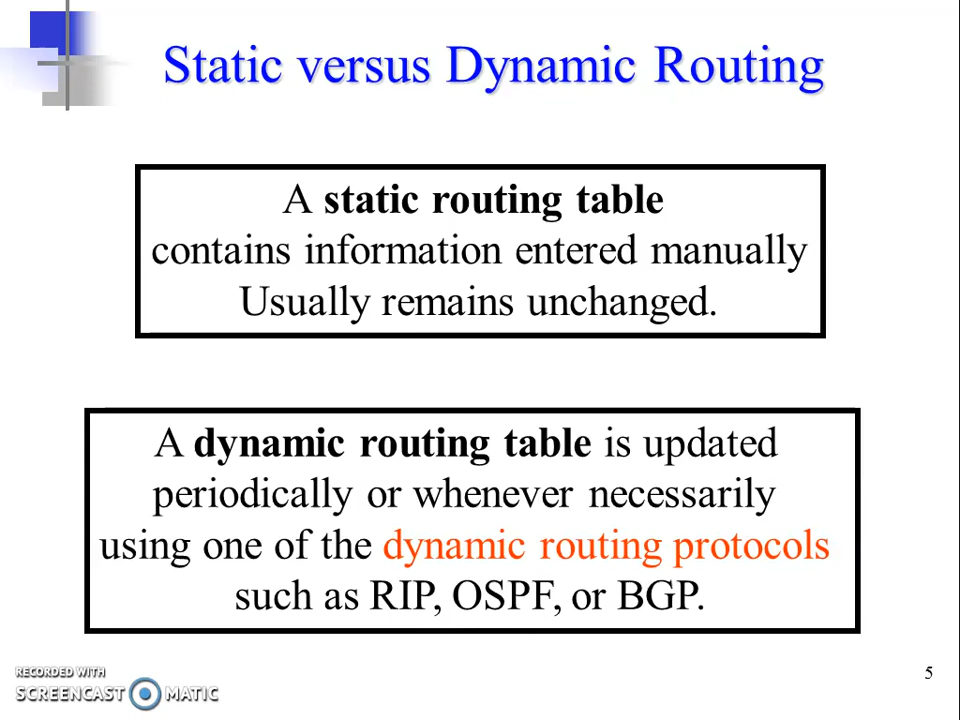 Static versus Dynamic Routing
A static routing table
contains information entered manually
Usually remains unchanged.
A dynamic routing table is updated
periodically or whenever necessarily
using one of the dynamic routing protocols
such as RIP, OSPF, or BGP.
RECORDED WITH
SCREENCAST MATIC
5